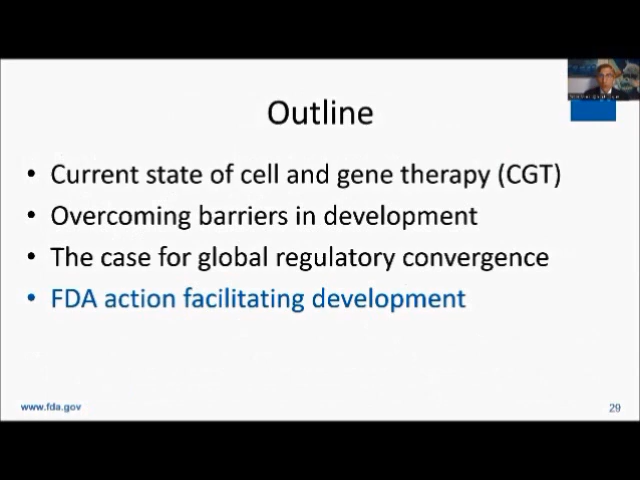 Outline
• Current state of cell and gene therapy (CGT)
• Overcoming barriers in development
• The case for global regulatory convergence
• FDA action facilitating development
www.fda.gov
29